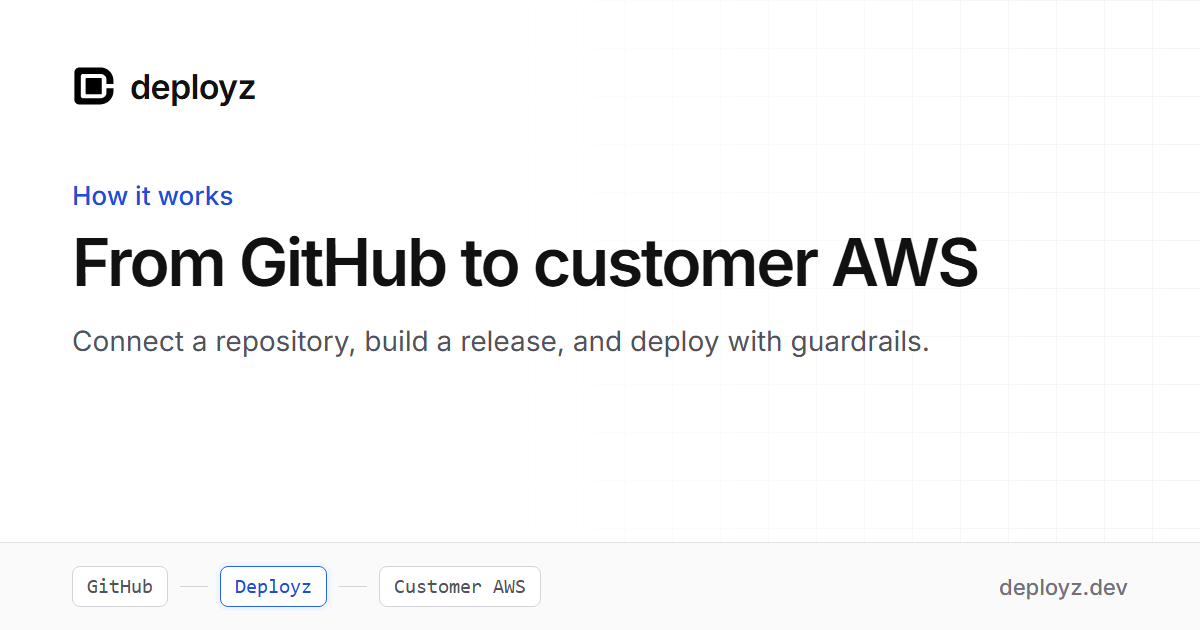 deployz
How it works
From GitHub to customer AWS
Connect a repository, build a release, and deploy with guardrails.
GitHub
Deployz
Customer AWS
deployz.dev